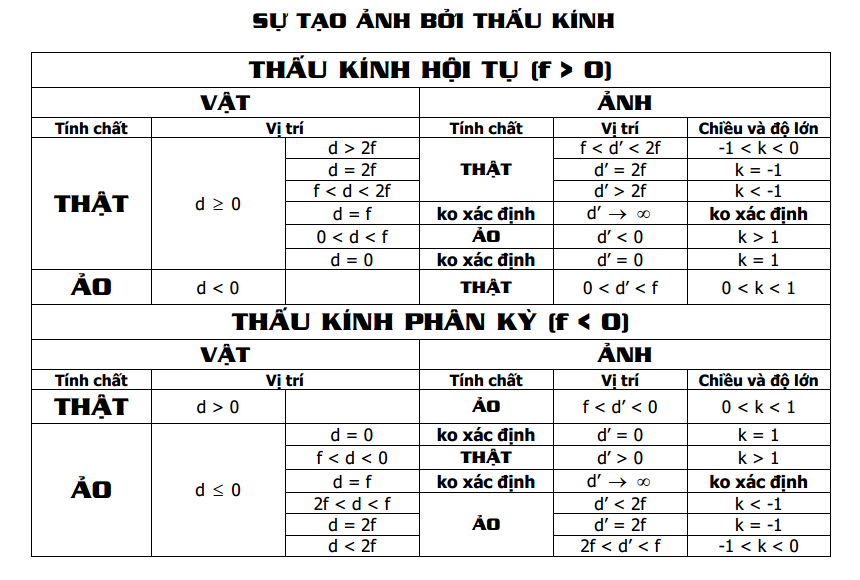 SỰ TẠO ẢNH BỞI THẤU KÍNH
THẤU KÍNH HỘI TỤ (f > 0)
VẬT ẢNH
Tính chất Vị trí Tính chất Vị trí Chiều và độ lớn
THẬT d ≥ 0 d > 2f THẬT f < d’ < 2f -1 < k < 0
d = 2f d’ = 2f k = -1
f < d < 2f d’ > 2f k < -1
d = f ko xác định d’ → ∞ ko xác định
0 < d < f ẢO d’ < 0 k > 1
d = 0 ko xác định d’ = 0 k = 1
ẢO d < 0 THẬT 0 < d’ < f 0 < k < 1
THẤU KÍNH PHÂN KỲ (f < 0)
VẬT ẢNH
Tính chất Vị trí Tính chất Vị trí Chiều và độ lớn
THẬT d > 0 ẢO f < d’ < 0 0 < k < 1
ẢO d ≤ 0 d = 0 ko xác định d’ = 0 k = 1
f < d < 0 THẬT d’ > 0 k > 1
d = f ko xác định d’ → ∞ ko xác định
2f < d < f ẢO d’ < 2f k < -1
d = 2f d’ = 2f k = -1
d < 2f 2f < d’ < f -1 < k < 0